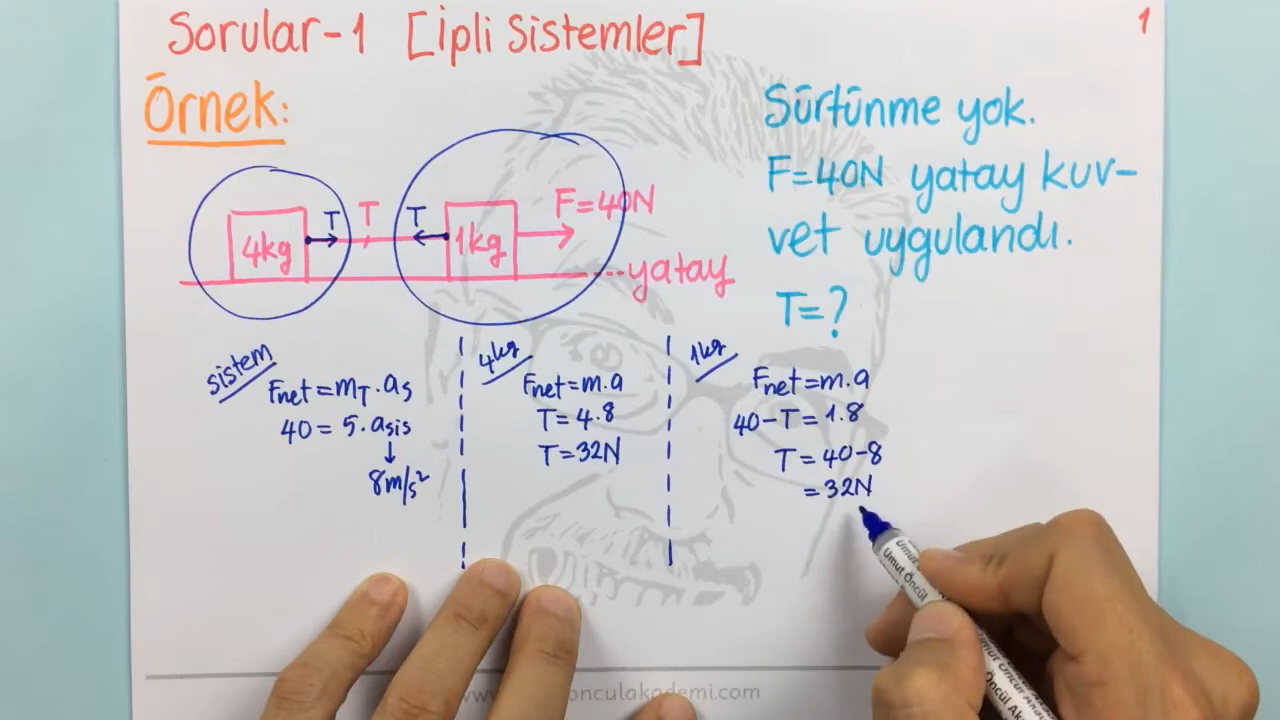 Sorular-1 [İpli Sistemler]
1
Örnek:
Sürtünme yok.
F=40N yatay kuv-
vet uygulandı.
T=?
4kg
T
T
T
1kg
F=40N
yatay
sistem
Fnet=mT.as
40=5.asis
8m/s²
4kg
Fnet=m.a
T=4.8
T=32N
1kg
Fnet=m.a
40-T=1.8
T=40-8
=32N
Umut Öncül